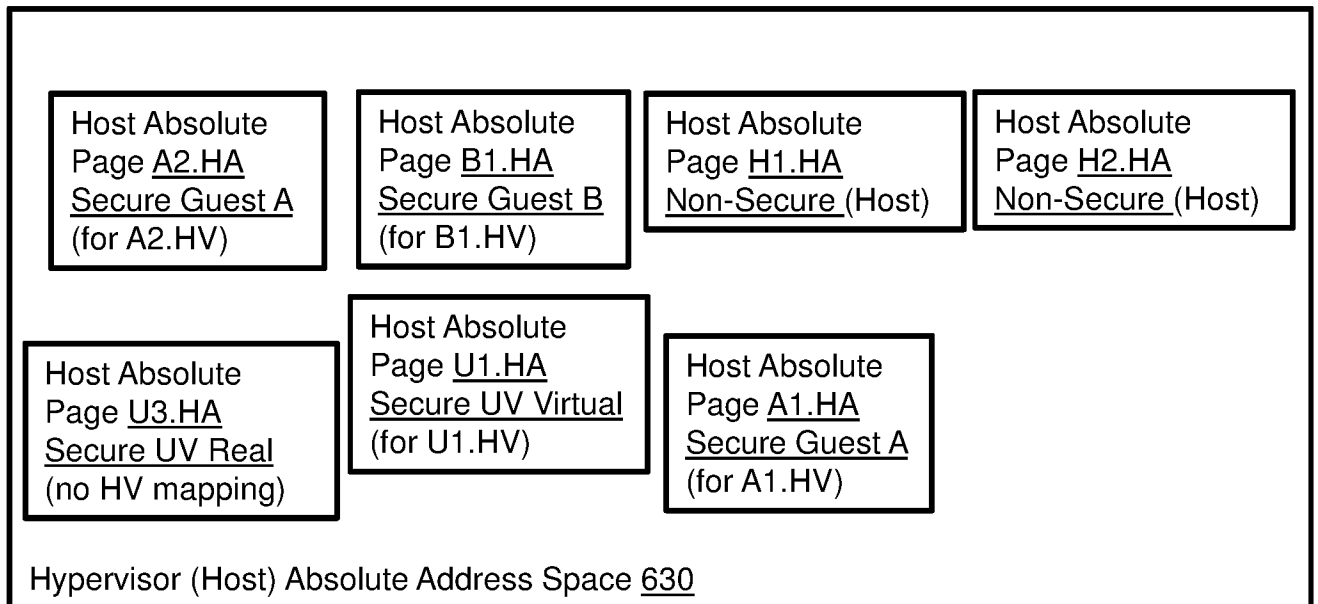 Host Absolute
Page A2.HA
Secure Guest A
(for A2.HV)
Host Absolute
Page B1.HA
Secure Guest B
(for B1.HV)
Host Absolute
Page H1.HA
Non-Secure (Host)
Host Absolute
Page H2.HA
Non-Secure (Host)
Host Absolute
Page U3.HA
Secure UV Real
(no HV mapping)
Host Absolute
Page U1.HA
Secure UV Virtual
(for U1.HV)
Host Absolute
Page A1.HA
Secure Guest A
(for A1.HV)
Hypervisor (Host) Absolute Address Space 630